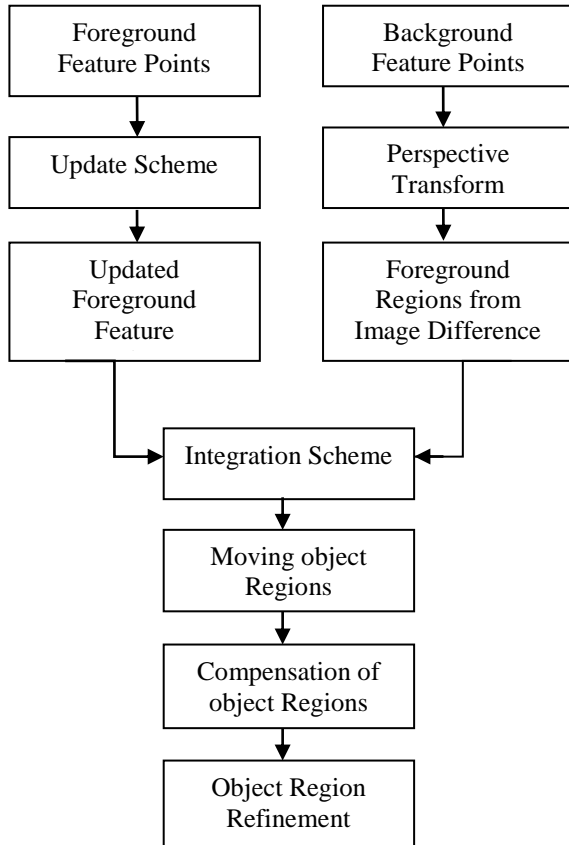 Foreground
Feature Points
Background
Feature Points
Update Scheme
Perspective
Transform
Updated
Foreground
Feature
Foreground
Regions from
Image Difference
Integration Scheme
Moving object
Regions
Compensation of
object Regions
Object Region
Refinement